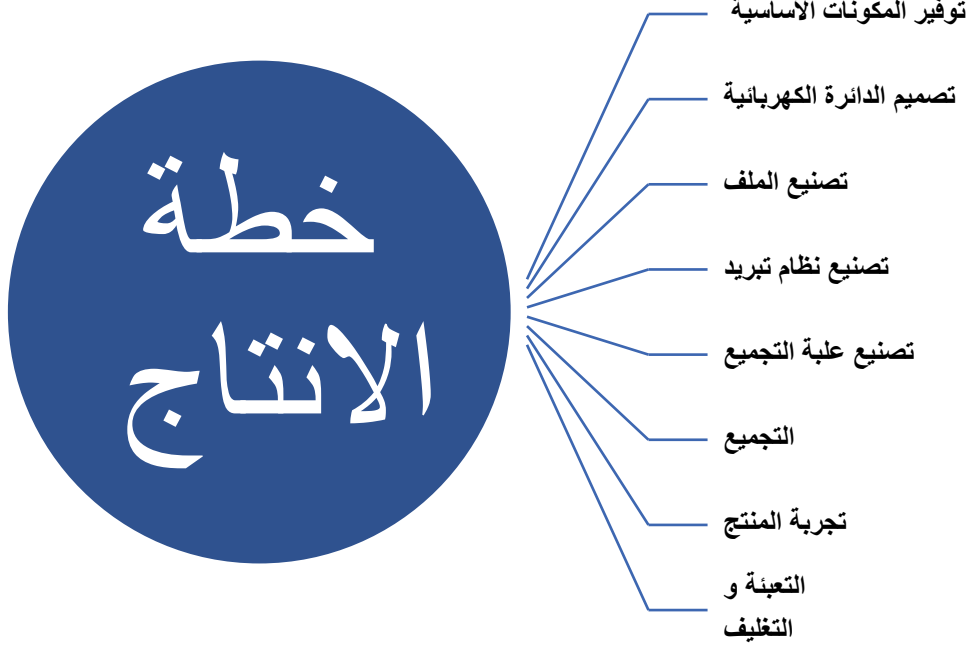 خطة
الانتاج
توفير المكونات الاساسية
تصميم الدائرة الكهربائية
تصنيع الملف
تصنيع نظام تبريد
تصنيع علبة التجميع
التجميع
تجربة المنتج
التعبئة و
التغليف